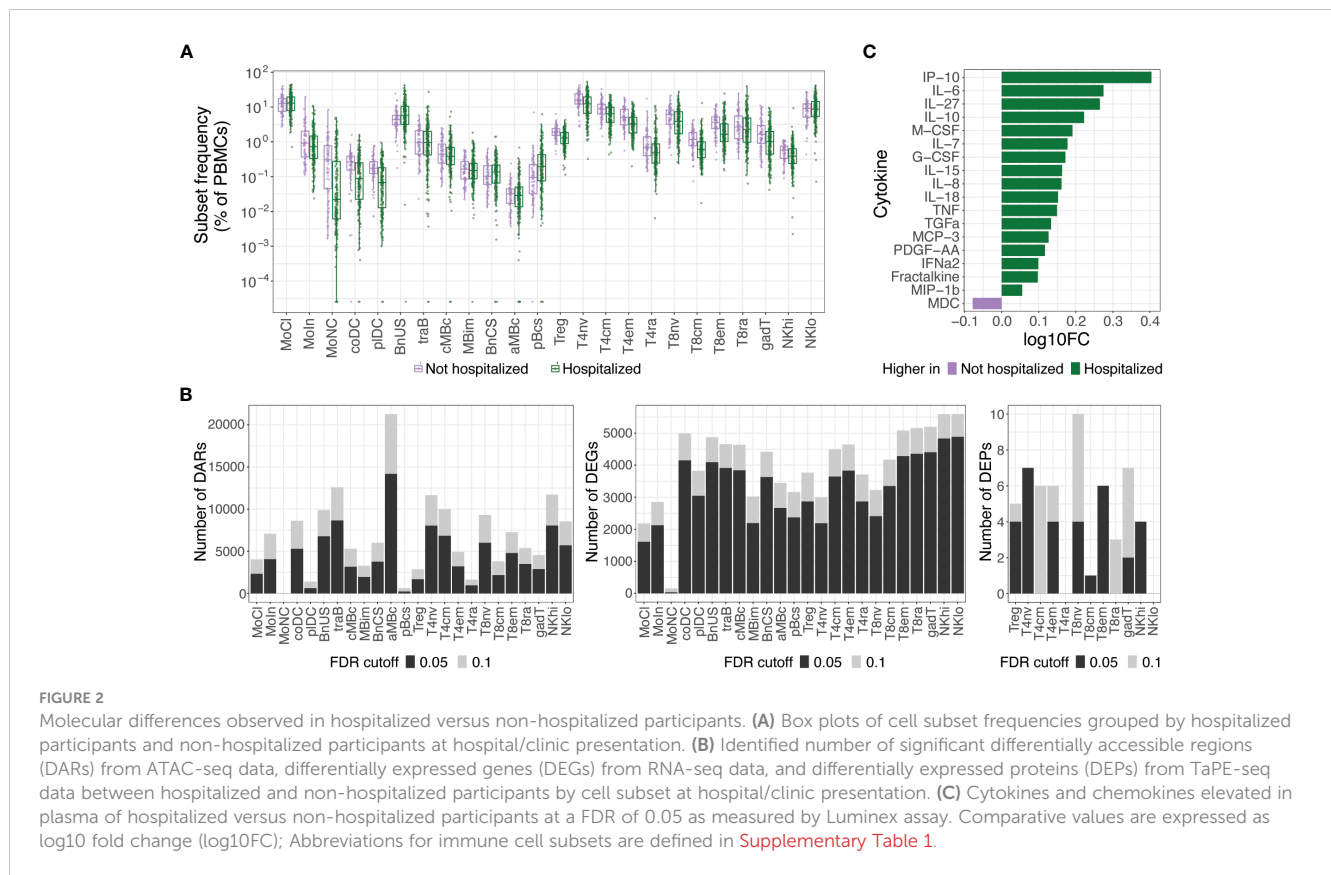 A
Subset frequency
(% of PBMCs)
10^2
10^1
10^0
10^-1
10^-2
10^-3
10^-4
MoCl
MoIn
MoNC
coDC
plDC
BnUS
traB
cMBc
MBim
BnCS
aMBc
pBcs
Treg
T4nv
T4cm
T4em
T4ra
T8nv
T8cm
T8em
T8ra
gadT
NKhi
NKlo
Not hospitalized Hospitalized
C
Cytokine
IP-10
IL-6
IL-27
IL-10
M-CSF
IL-7
G-CSF
IL-15
IL-8
IL-18
TNF
TGFa
MCP-3
PDGF-AA
IFNa2
Fractalkine
MIP-1b
MDC
-0.1 0.0 0.1 0.2 0.3 0.4
log10FC
Higher in Not hospitalized Hospitalized
B
Number of DARs
20000
15000
10000
5000
0
MoCl
MoIn
MoNC
coDC
plDC
BnUS
traB
cMBc
MBim
BnCS
aMBc
pBcs
Treg
T4nv
T4cm
T4em
T4ra
T8nv
T8cm
T8em
T8ra
gadT
NKhi
NKlo
FDR cutoff 0.05 0.1
Number of DEGs
5000
4000
3000
2000
1000
0
MoCl
MoIn
MoNC
coDC
plDC
BnUS
traB
cMBc
MBim
BnCS
aMBc
pBcs
Treg
T4nv
T4cm
T4em
T4ra
T8nv
T8cm
T8em
T8ra
gadT
NKhi
NKlo
FDR cutoff 0.05 0.1
Number of DEPs
10
8
6
4
2
0
Treg
T4nv
T4cm
T4em
T4ra
T8nv
T8cm
T8em
T8ra
gadT
NKhi
NKlo
FDR cutoff 0.05 0.1
FIGURE 2
Molecular differences observed in hospitalized versus non-hospitalized participants. (A) Box plots of cell subset frequencies grouped by hospitalized
participants and non-hospitalized participants at hospital/clinic presentation. (B) Identified number of significant differentially accessible regions
(DARs) from ATAC-seq data, differentially expressed genes (DEGs) from RNA-seq data, and differentially expressed proteins (DEPs) from TaPE-seq
data between hospitalized and non-hospitalized participants by cell subset at hospital/clinic presentation. (C) Cytokines and chemokines elevated in
plasma of hospitalized versus non-hospitalized participants at a FDR of 0.05 as measured by Luminex assay. Comparative values are expressed as
log10 fold change (log10FC); Abbreviations for immune cell subsets are defined in Supplementary Table 1.